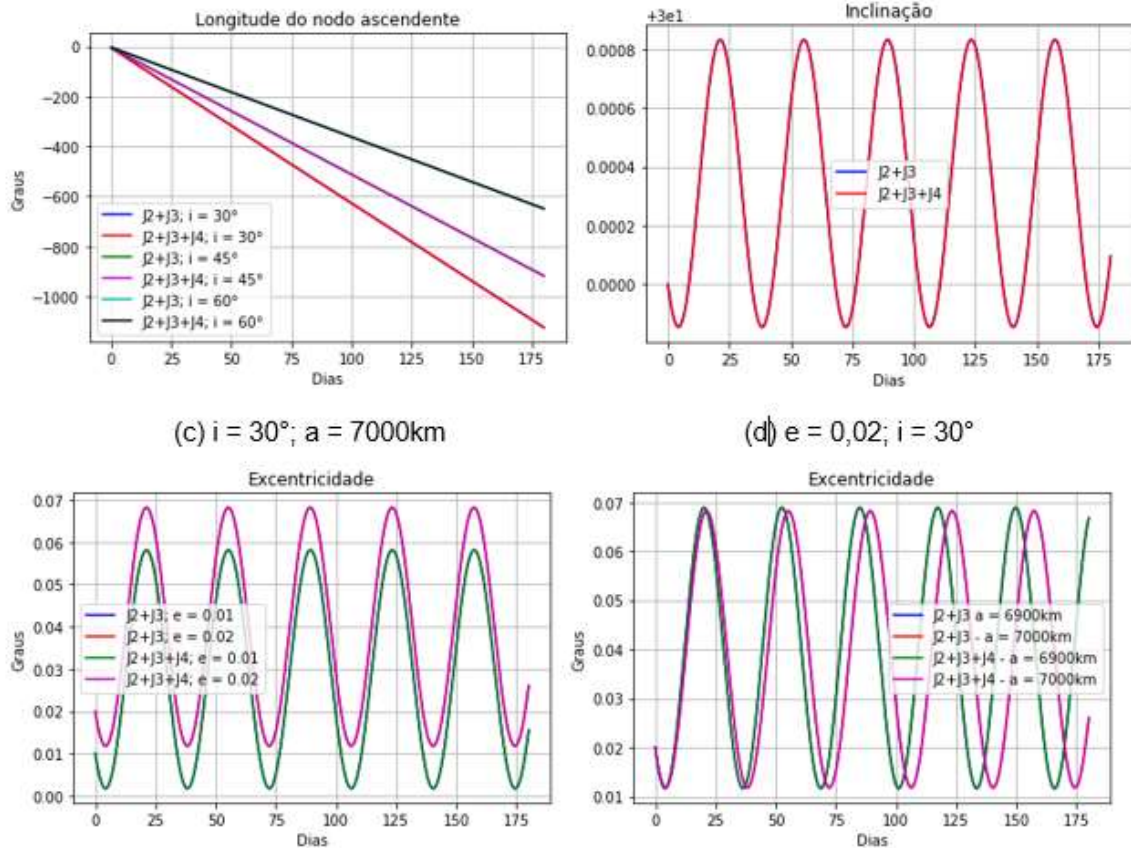 Longitude do nodo ascendente
0
−200
−400
−600
−800
−1000
Graus
J2+J3; i = 30°
J2+J3+J4; i = 30°
J2+J3; i = 45°
J2+J3+J4; i = 45°
J2+J3; i = 60°
J2+J3+J4; i = 60°
0 25 50 75 100 125 150 175
Dias
Inclinação
+3e1
0.0008
0.0006
0.0004
0.0002
0.0000
J2+J3
J2+J3+J4
0 25 50 75 100 125 150 175
Dias
(c) i = 30°; a = 7000km
Excentricidade
0.07
0.06
0.05
0.04
0.03
0.02
0.01
0.00
Graus
J2+J3; e = 0.01
J2+J3; e = 0.02
J2+J3+J4; e = 0.01
J2+J3+J4; e = 0.02
0 25 50 75 100 125 150 175
Dias
(d) e = 0,02; i = 30°
Excentricidade
0.07
0.06
0.05
0.04
0.03
0.02
0.01
Graus
J2+J3 a = 6900km
J2+J3 - a = 7000km
J2+J3+J4 - a = 6900km
J2+J3+J4 - a = 7000km
0 25 50 75 100 125 150 175
Dias